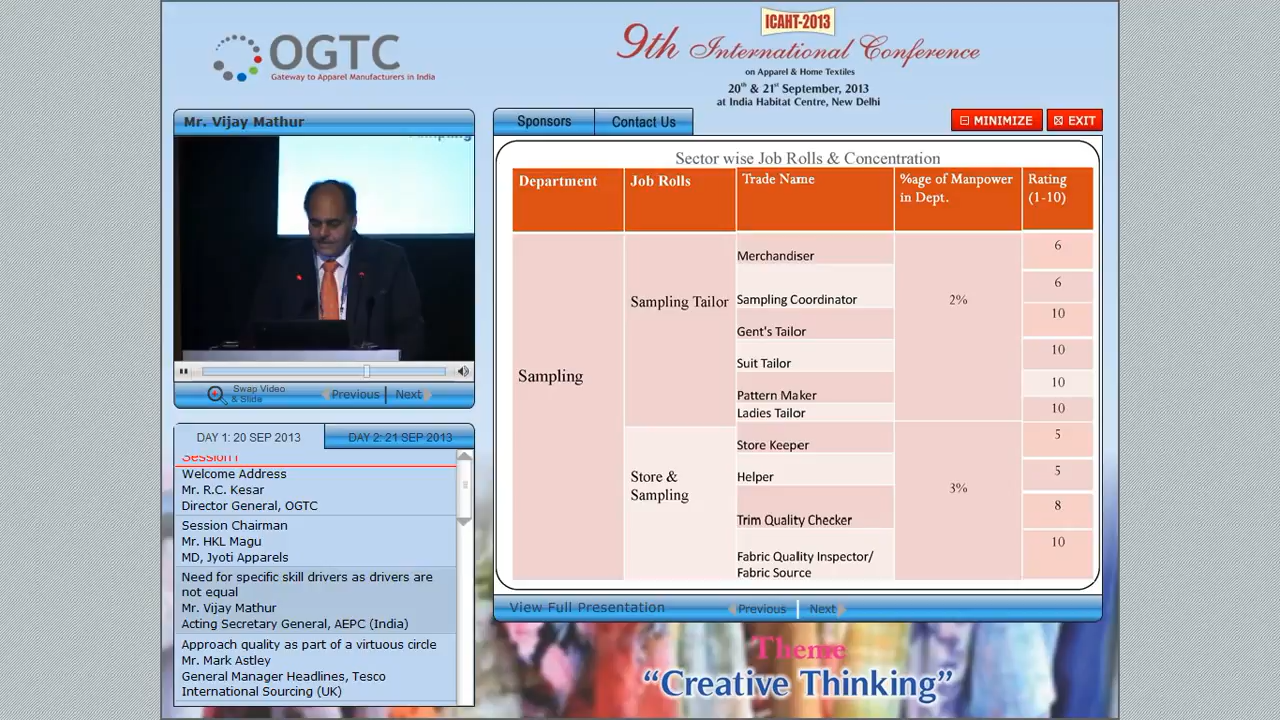 OGTC
Gateway to Apparel Manufacturers in India
ICAHT-2013
9th International Conference
on Apparel & Home Textiles
20th & 21st September, 2013
at India Habitat Centre, New Delhi
Mr. Vijay Mathur
Swap Video
& Slide
Previous
Next
DAY 1: 20 SEP 2013
DAY 2: 21 SEP 2013
Session I
Welcome Address
Mr. R.C. Kesar
Director General, OGTC
Session Chairman
Mr. HKL Magu
MD, Jyoti Apparels
Need for specific skill drivers as drivers are
not equal
Mr. Vijay Mathur
Acting Secretary General, AEPC (India)
Approach quality as part of a virtuous circle
Mr. Mark Astley
General Manager Headlines, Tesco
International Sourcing (UK)
Sponsors
Contact Us
MINIMIZE
EXIT
Sector wise Job Rolls & Concentration
Department
Job Rolls
Trade Name
%age of Manpower
in Dept.
Rating
(1-10)
Sampling
Sampling Tailor
Merchandiser
2%
6
Sampling Coordinator
6
Gent's Tailor
10
Suit Tailor
10
Pattern Maker
10
Ladies Tailor
10
Store &
Sampling
Store Keeper
3%
5
Helper
5
Trim Quality Checker
8
Fabric Quality Inspector/
Fabric Source
10
View Full Presentation
Previous
Next
Theme
“Creative Thinking”